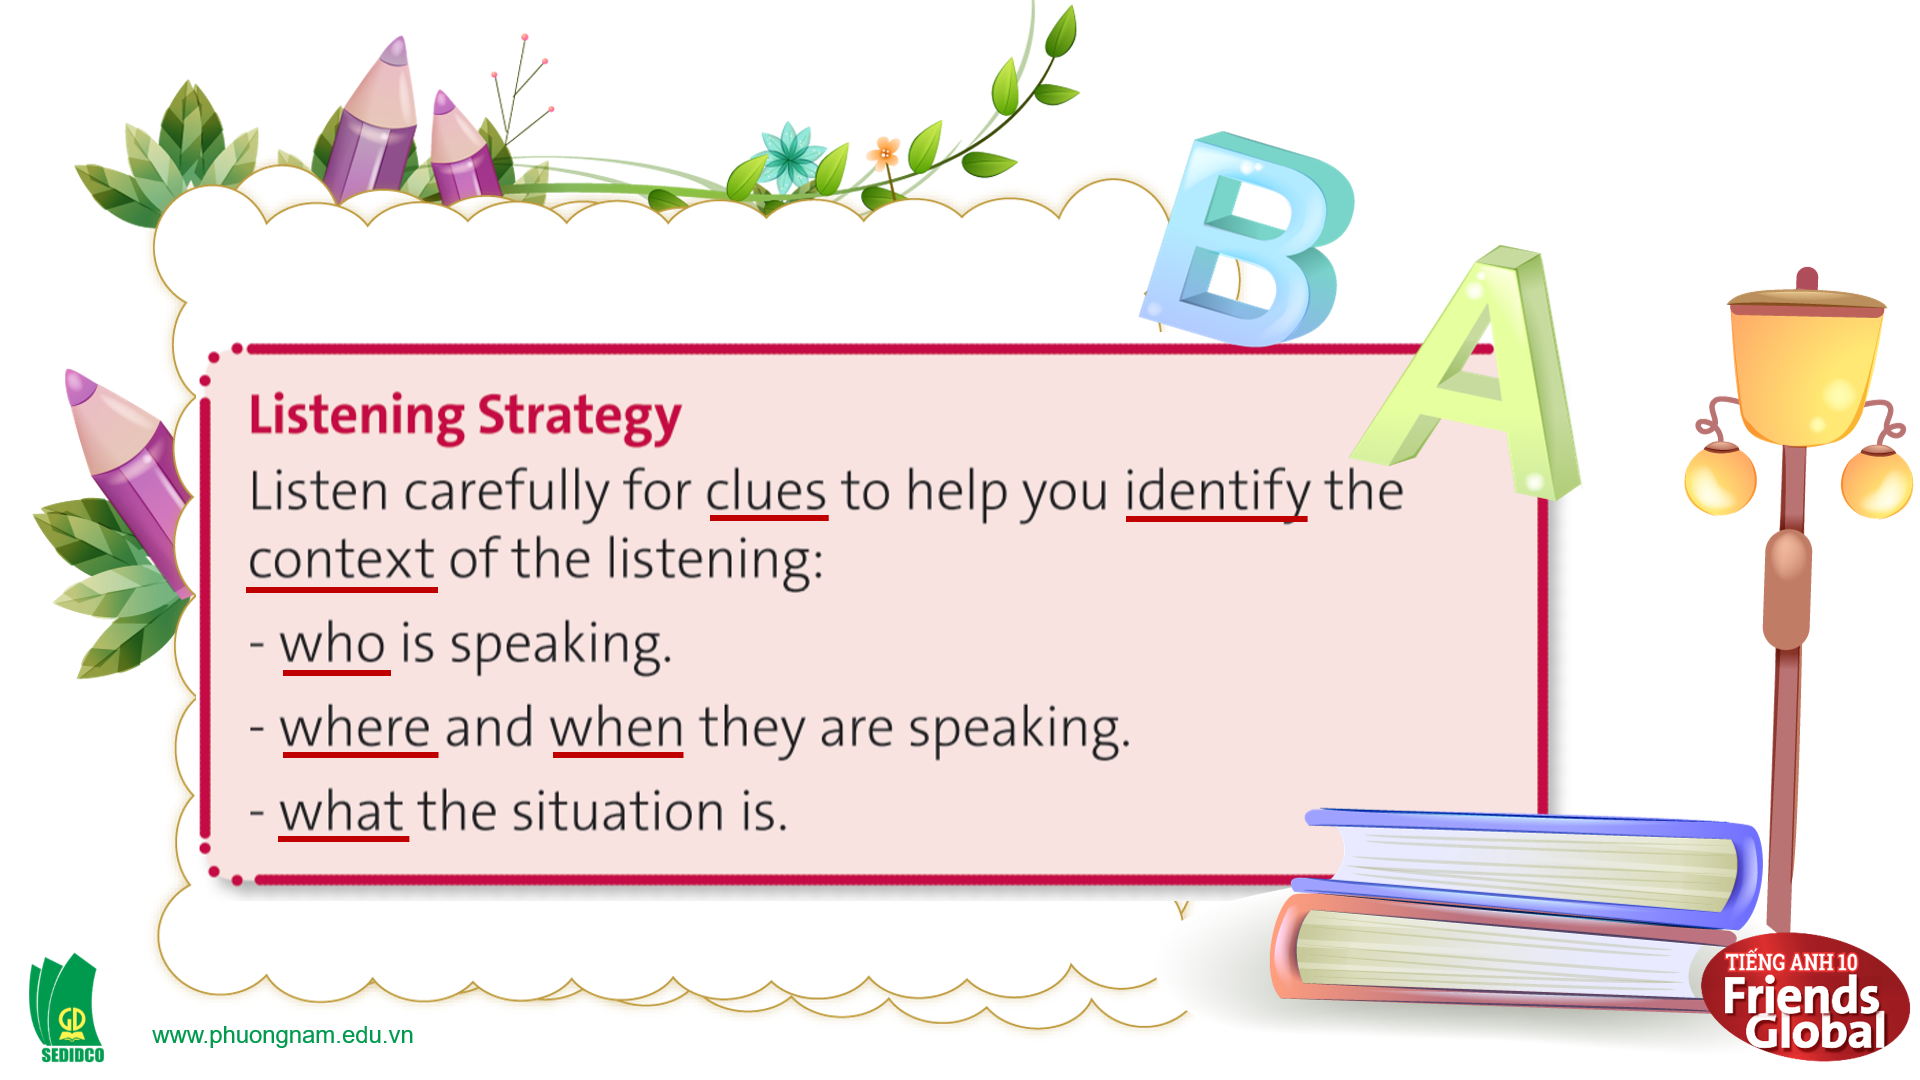 B
A
Listening Strategy
Listen carefully for clues to help you identify the
context of the listening:
- who is speaking.
- where and when they are speaking.
- what the situation is.
GD
SEDIDCO
www.phuongnam.edu.vn
TIẾNG ANH 10
Friends
Global